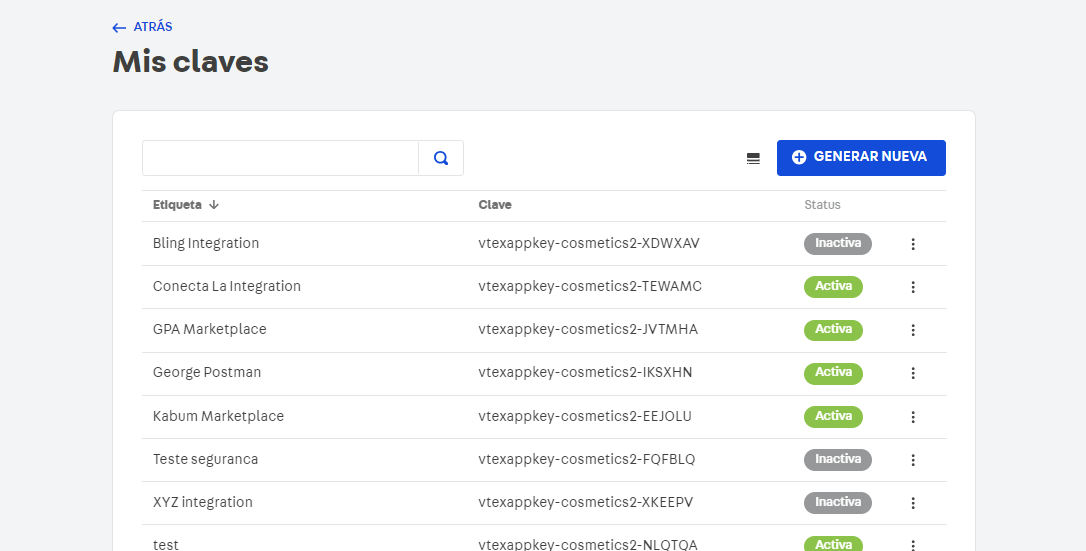 ← ATRÁS
Mis claves
GENERAR NUEVA
Etiqueta ↓ Clave Status
Bling Integration vtexappkey-cosmetics2-XDWXAV Inactiva
Conecta La Integration vtexappkey-cosmetics2-TEWAMC Activa
GPA Marketplace vtexappkey-cosmetics2-JVTMHA Activa
George Postman vtexappkey-cosmetics2-IKSXHN Activa
Kabum Marketplace vtexappkey-cosmetics2-EEJOLU Activa
Teste seguranca vtexappkey-cosmetics2-FQFBLQ Inactiva
XYZ integration vtexappkey-cosmetics2-XKEEPV Inactiva
test vtexappkey-cosmetics2-NLQTQA Activa